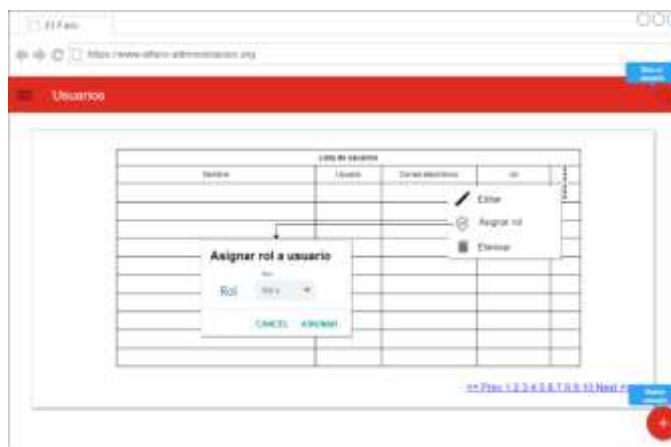 El Faro
Usuarios
Lista de usuarios
Nombre
Usuario
Correo electrónico
rol
Editar
Asignar rol
Eliminar
Asignar rol a usuario
Rol
CANCEL ASIGNAR
<< Prev 1 2 3 4 5 6 7 8 9 10 Next